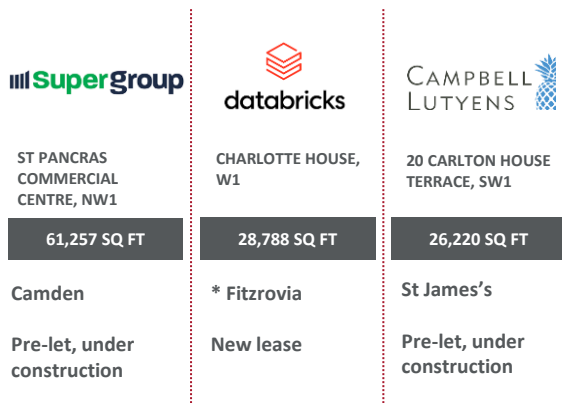 Supergroup
ST PANCRAS
COMMERCIAL
CENTRE, NW1
61,257 SQ FT
Camden
Pre-let, under
construction
databricks
CHARLOTTE HOUSE,
W1
28,788 SQ FT
* Fitzrovia
New lease
CAMPBELL
LUTYENS
20 CARLTON HOUSE
TERRACE, SW1
26,220 SQ FT
St James’s
Pre-let, under
construction